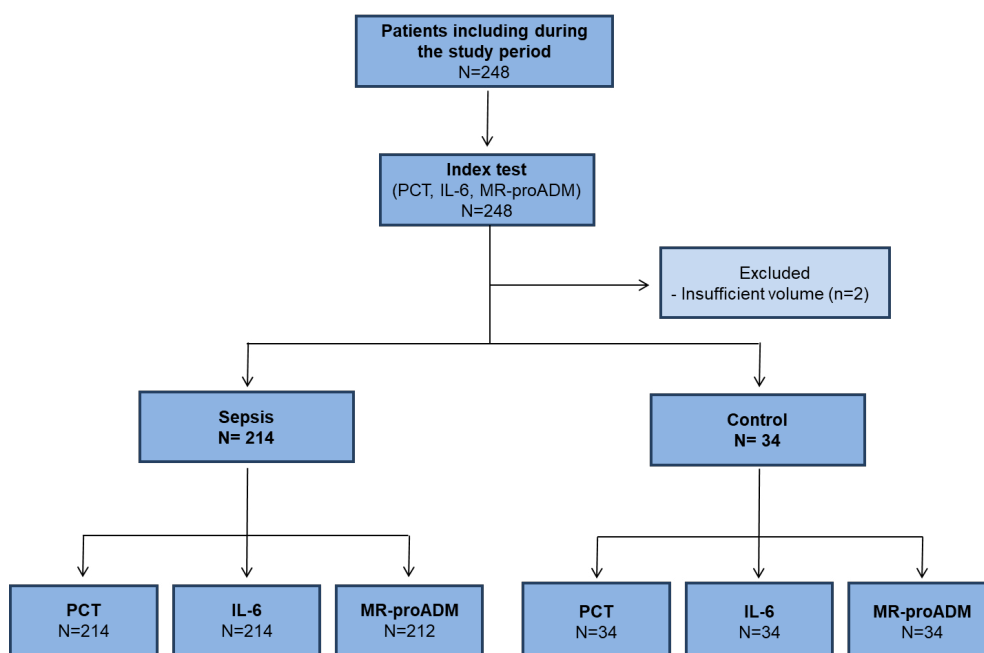 Patients including during
the study period
N=248
Index test
(PCT, IL-6, MR-proADM)
N=248
Excluded
- Insufficient volume (n=2)
Sepsis
N= 214
Control
N= 34
PCT
N=214
IL-6
N=214
MR-proADM
N=212
PCT
N=34
IL-6
N=34
MR-proADM
N=34